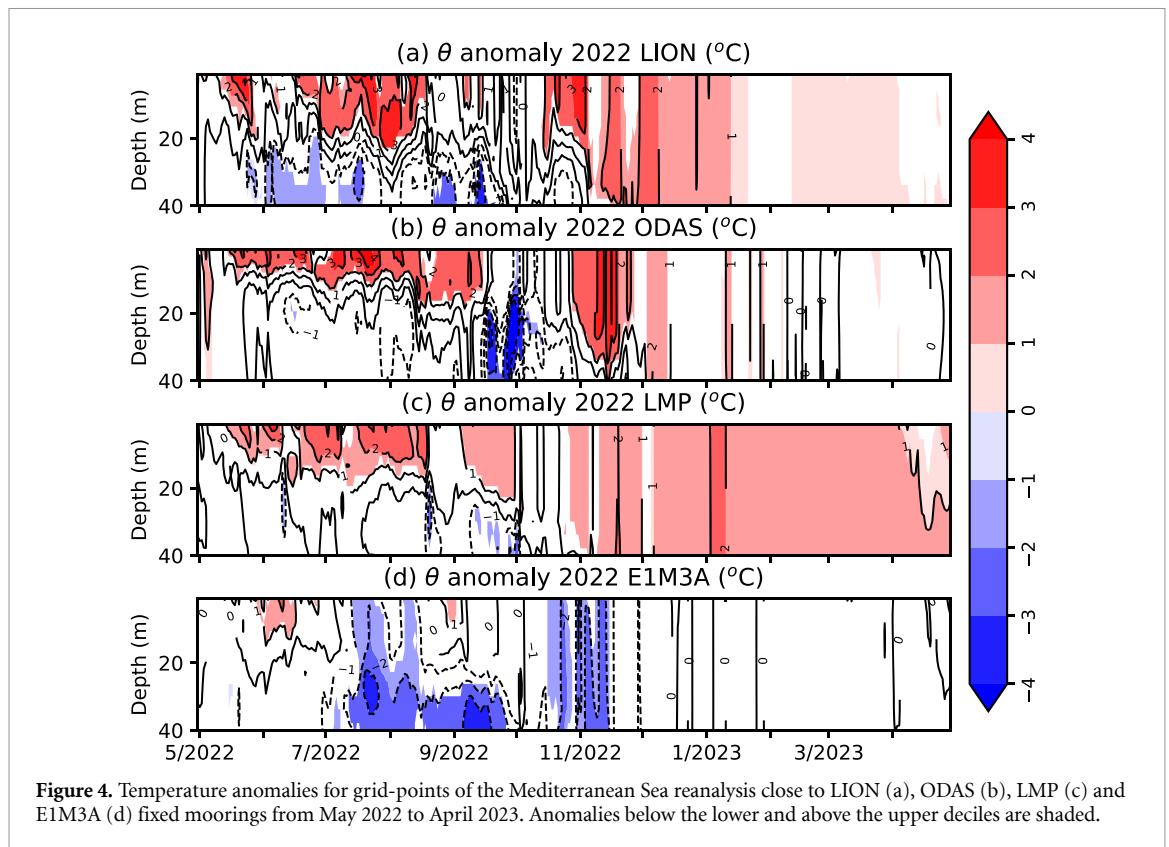 (a) θ anomaly 2022 LION (°C)
Depth (m)
20
40
(b) θ anomaly 2022 ODAS (°C)
Depth (m)
20
40
(c) θ anomaly 2022 LMP (°C)
Depth (m)
20
40
(d) θ anomaly 2022 E1M3A (°C)
Depth (m)
20
40
5/2022 7/2022 9/2022 11/2022 1/2023 3/2023
4
3
2
1
0
−1
−2
−3
−4
Figure 4. Temperature anomalies for grid-points of the Mediterranean Sea reanalysis close to LION (a), ODAS (b), LMP (c) and
E1M3A (d) fixed moorings from May 2022 to April 2023. Anomalies below the lower and above the upper deciles are shaded.